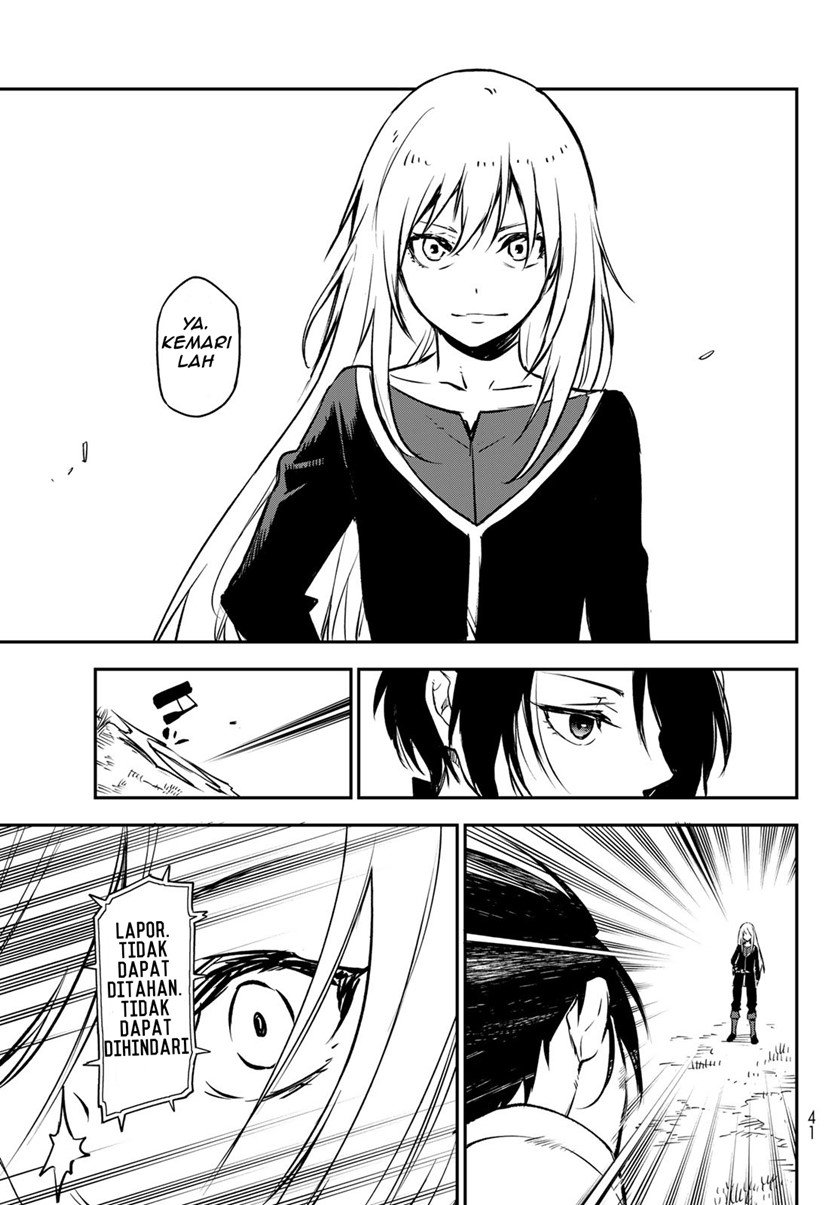 YA,
KEMARI
LAH
LAPOR.
TIDAK
DAPAT
DITAHAN.
TIDAK
DAPAT
DIHINDARI
41